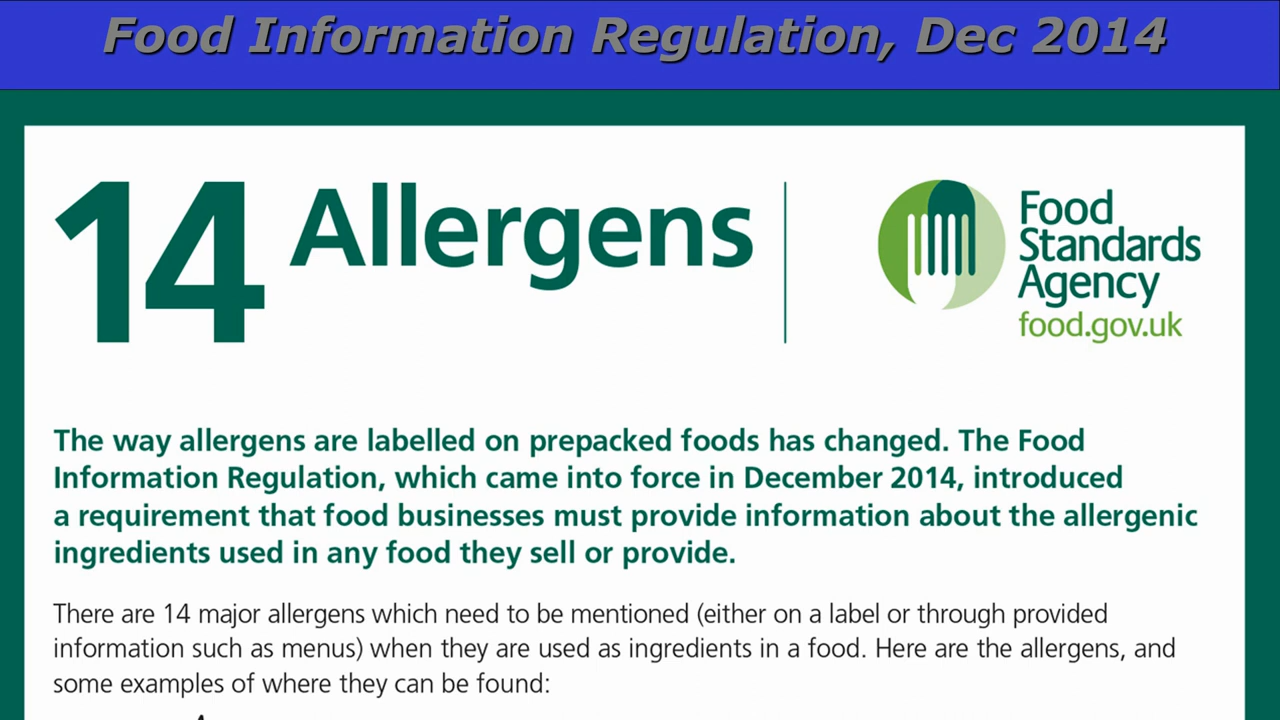 Food Information Regulation, Dec 2014
14 Allergens
Food
Standards
Agency
food.gov.uk
The way allergens are labelled on prepacked foods has changed. The Food
Information Regulation, which came into force in December 2014, introduced
a requirement that food businesses must provide information about the allergenic
ingredients used in any food they sell or provide.
There are 14 major allergens which need to be mentioned (either on a label or through provided
information such as menus) when they are used as ingredients in a food. Here are the allergens, and
some examples of where they can be found: